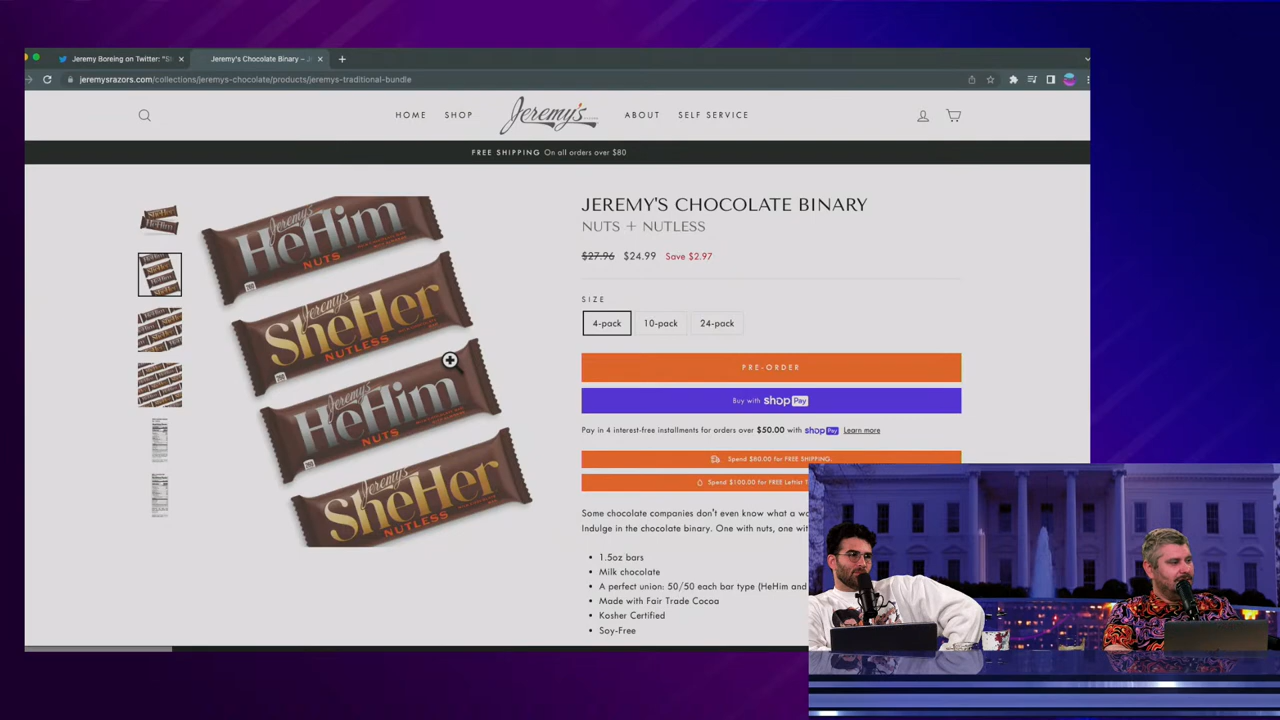 Jeremy Boreing on Twitter: "S
Jeremy's Chocolate Binary – J
jeremysrazors.com/collections/jeremys-chocolate/products/jeremys-traditional-bundle
HOME
SHOP
Jeremy's
ABOUT
SELF SERVICE
FREE SHIPPING On all orders over $80
Jeremy's
HeHim
NUTS
Jeremy's
SheHer
NUTLESS
Jeremy's
HeHim
NUTS
Jeremy's
SheHer
NUTLESS
JEREMY'S CHOCOLATE BINARY
NUTS + NUTLESS
$27.96 $24.99 Save $2.97
SIZE
4-pack 10-pack 24-pack
PRE-ORDER
Buy with shop Pay
Pay in 4 interest-free installments for orders over $50.00 with shop Pay Learn more
Spend $80.00 for FREE SHIPPING.
Spend $100.00 for FREE Leftist T
Some chocolate companies don't even know what a wo
Indulge in the chocolate binary. One with nuts, one wit
• 1.5oz bars
• Milk chocolate
• A perfect union: 50/50 each bar type (HeHim and
• Made with Fair Trade Cocoa
• Kosher Certified
• Soy-Free